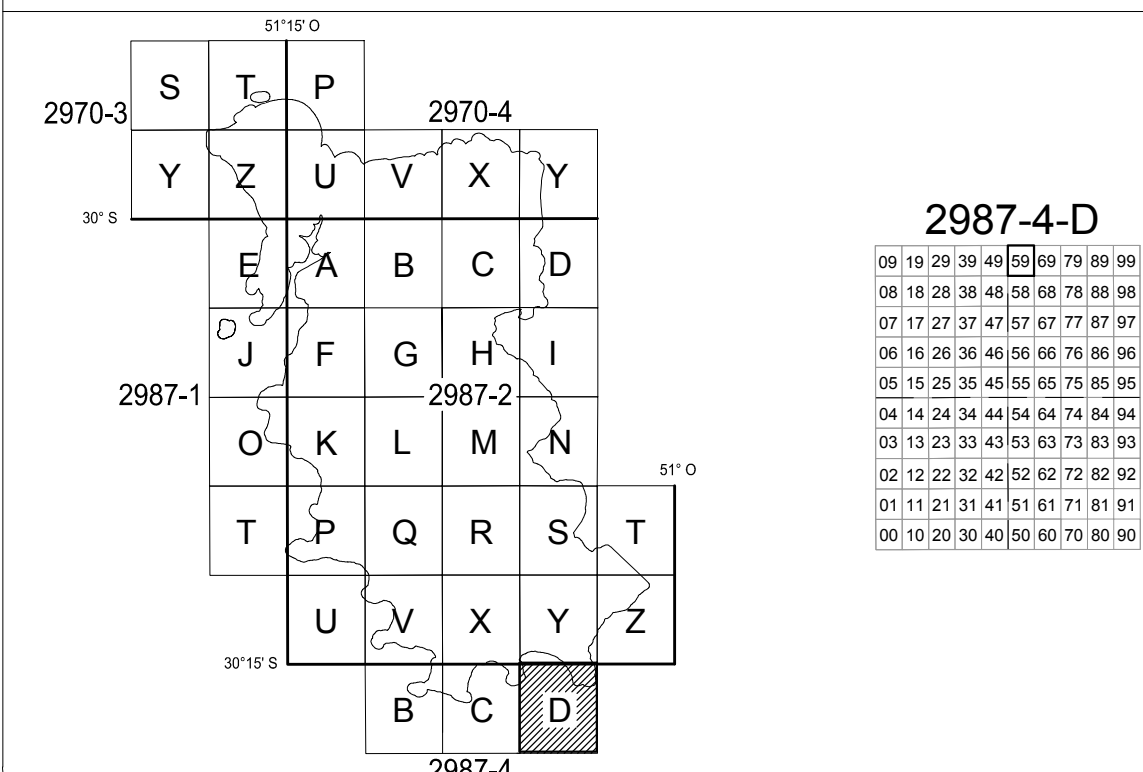 51°15' O
S T P
2970-3 2970-4
Y Z U V X Y
30° S
E A B C D
J F G H I
2987-1 2987-2
O K L M N
51° O
T P Q R S T
U V X Y Z
30°15' S
B C D
2987-4
2987-4-D
09 19 29 39 49 59 69 79 89 99
08 18 28 38 48 58 68 78 88 98
07 17 27 37 47 57 67 77 87 97
06 16 26 36 46 56 66 76 86 96
05 15 25 35 45 55 65 75 85 95
04 14 24 34 44 54 64 74 84 94
03 13 23 33 43 53 63 73 83 93
02 12 22 32 42 52 62 72 82 92
01 11 21 31 41 51 61 71 81 91
00 10 20 30 40 50 60 70 80 90